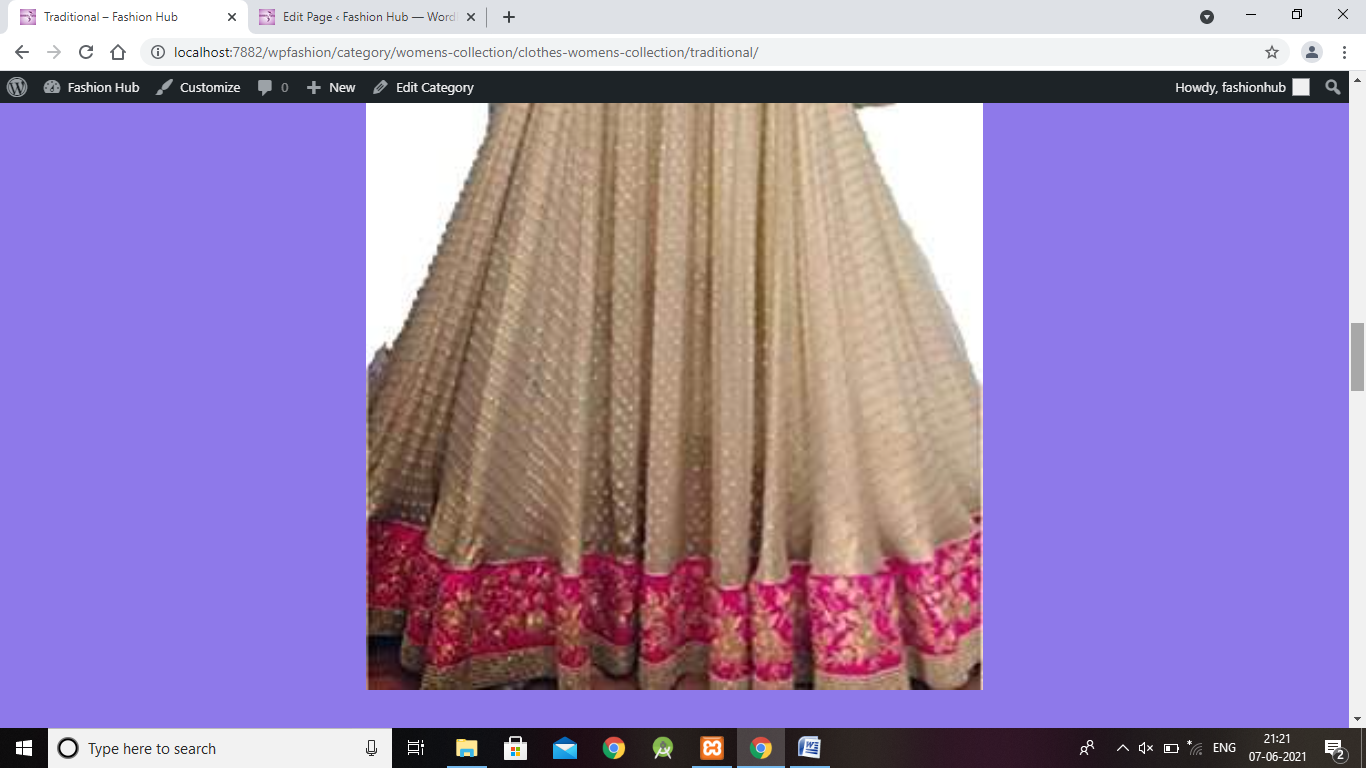 Traditional – Fashion Hub
Edit Page ‹ Fashion Hub — Word
localhost:7882/wpfashion/category/womens-collection/clothes-womens-collection/traditional/
Fashion Hub Customize 0 New Edit Category Howdy, fashionhub
Type here to search
ENG
21:21
07-06-2021
2